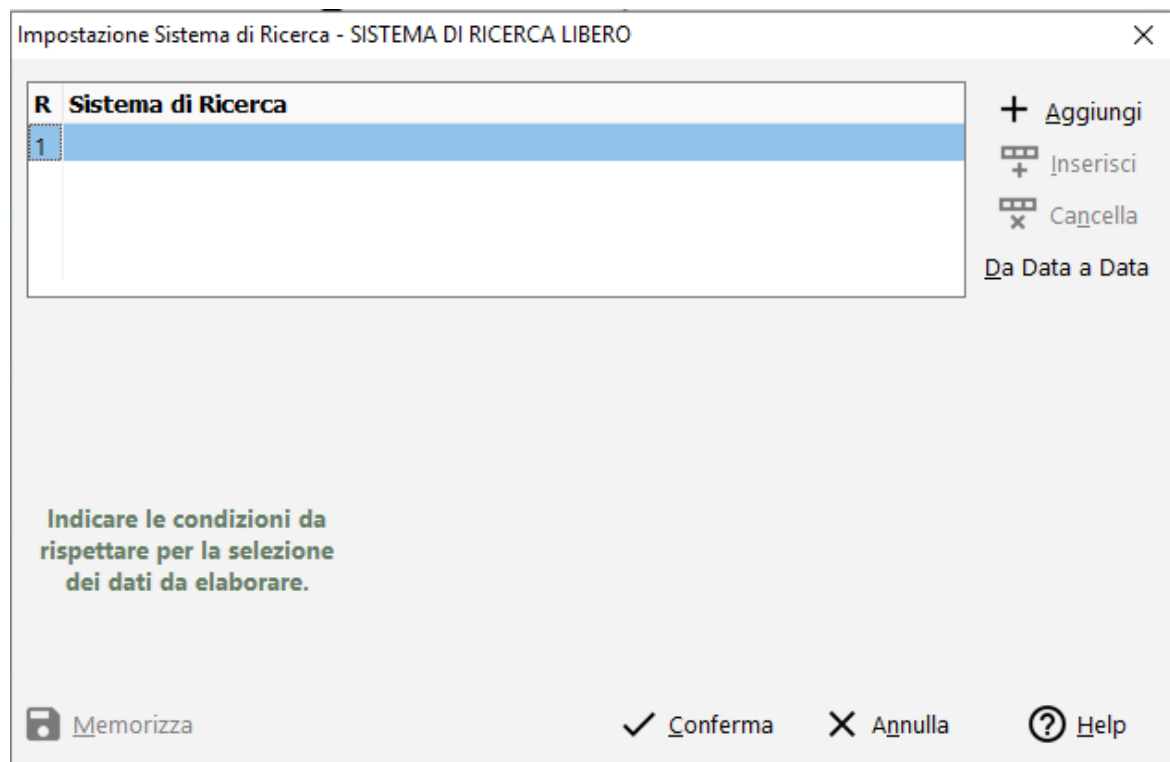 Impostazione Sistema di Ricerca - SISTEMA DI RICERCA LIBERO
R Sistema di Ricerca
1
Aggiungi
Inserisci
Cancella
Da Data a Data
Indicare le condizioni da
rispettare per la selezione
dei dati da elaborare.
Memorizza
Conferma
Annulla
Help